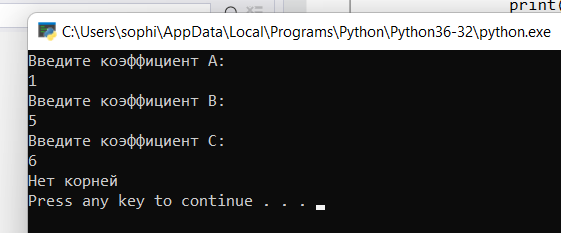 print(
C:\Users\sophi\AppData\Local\Programs\Python\Python36-32\python.exe
Введите коэффициент A:
1
Введите коэффициент B:
5
Введите коэффициент C:
6
Нет корней
Press any key to continue . . .